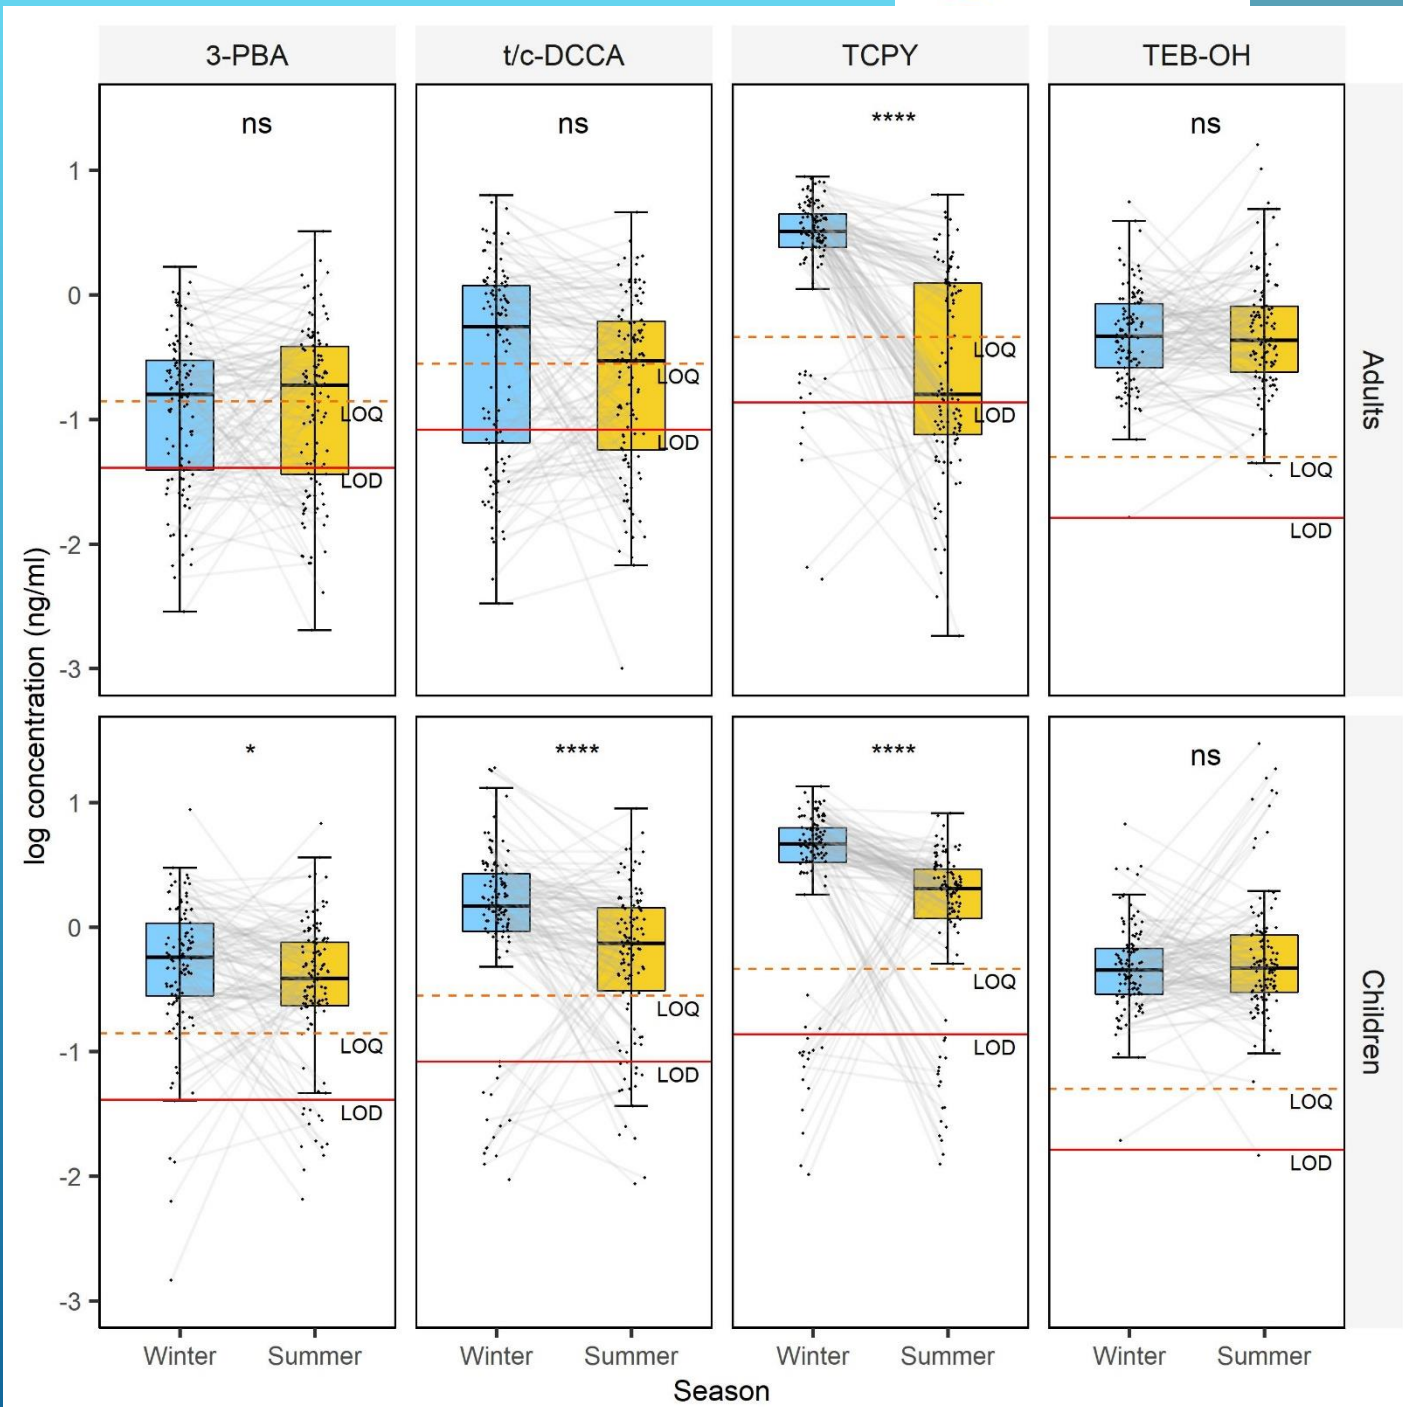 3-PBA t/c-DCCA TCPY TEB-OH
ns ns **** ns
1
0
-1
-2
-3
LOQ
LOD
LOQ
LOD
LOQ
LOD
LOQ
LOD
Adults
* **** **** ns
1
0
-1
-2
-3
LOQ
LOD
LOQ
LOD
LOQ
LOD
LOQ
LOD
Children
log concentration (ng/ml)
Winter Summer Winter Summer Winter Summer Winter Summer
Season